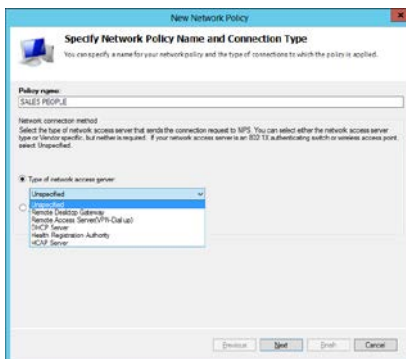 New Network Policy
Specify Network Policy Name and Connection Type
You can specify a name for your network policy and the type of connections to which the policy is applied.
Policy name:
SALES PEOPLE
Network connection method
Select the type of network access server that sends the connection request to NPS. You can select either the network access server
type or Vendor specific, but neither is required. If your network access server is an 802.1X authenticating switch or wireless access point,
select Unspecified.
Type of network access server:
Unspecified
Unspecified
Remote Desktop Gateway
Remote Access Server(VPN-Dial up)
DHCP Server
Health Registration Authority
HCAP Server
Previous
Next
Finish
Cancel